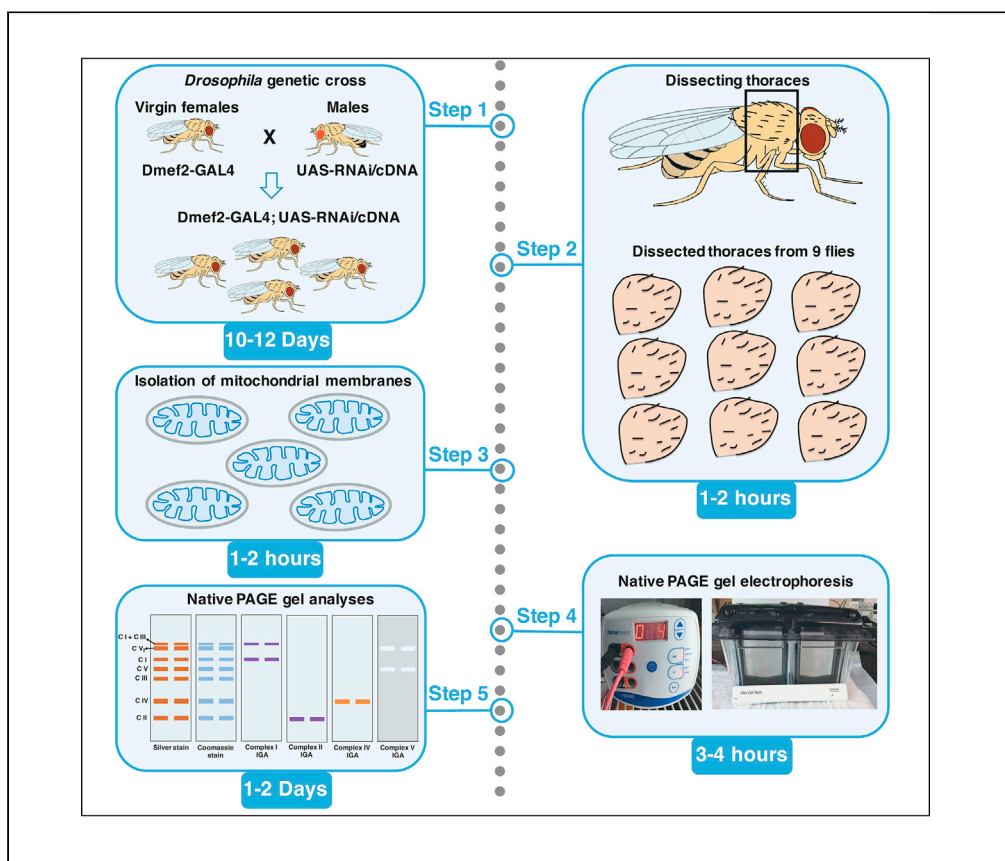 Drosophila genetic cross
Virgin females
Males
X
Dmef2-GAL4
UAS-RNAi/cDNA
Dmef2-GAL4; UAS-RNAi/cDNA
10-12 Days
Step 1
Dissecting thoraces
Dissected thoraces from 9 flies
1-2 hours
Step 2
Isolation of mitochondrial membranes
1-2 hours
Step 3
Native PAGE gel electrophoresis
Mini Gel Tank
3-4 hours
Step 4
Native PAGE gel analyses
C I + C III
C I
C V
C III
C IV
C II
Silver stain
Coomassie stain
Complex I IGA
Complex II IGA
Complex IV IGA
Complex V IGA
1-2 Days
Step 5